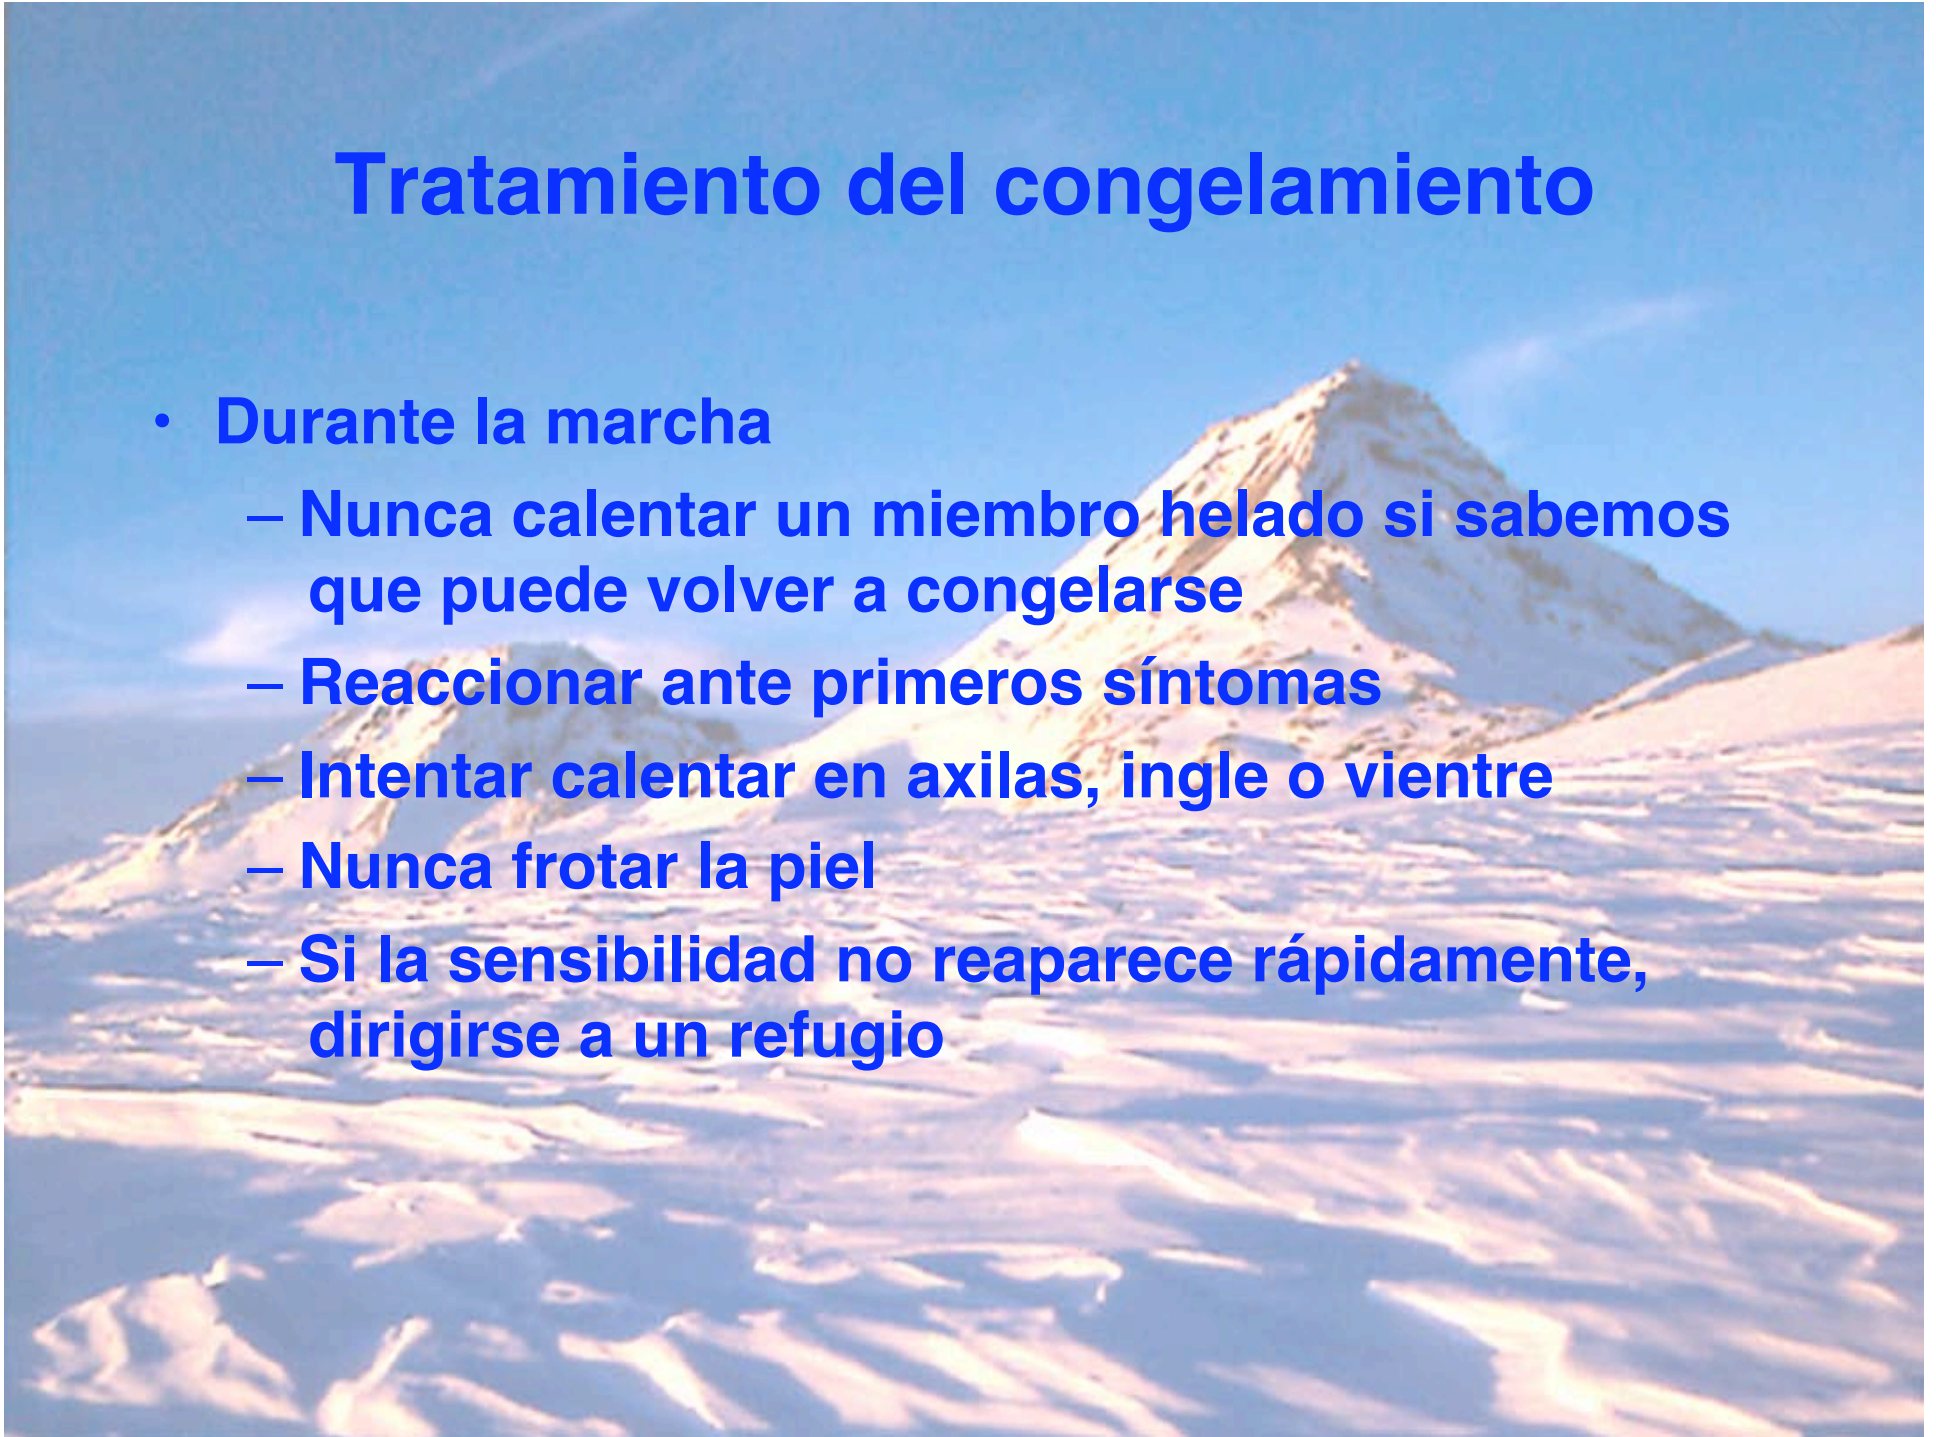 Tratamiento del congelamiento
• Durante la marcha
– Nunca calentar un miembro helado si sabemos
que puede volver a congelarse
– Reaccionar ante primeros síntomas
– Intentar calentar en axilas, ingle o vientre
– Nunca frotar la piel
– Si la sensibilidad no reaparece rápidamente,
dirigirse a un refugio